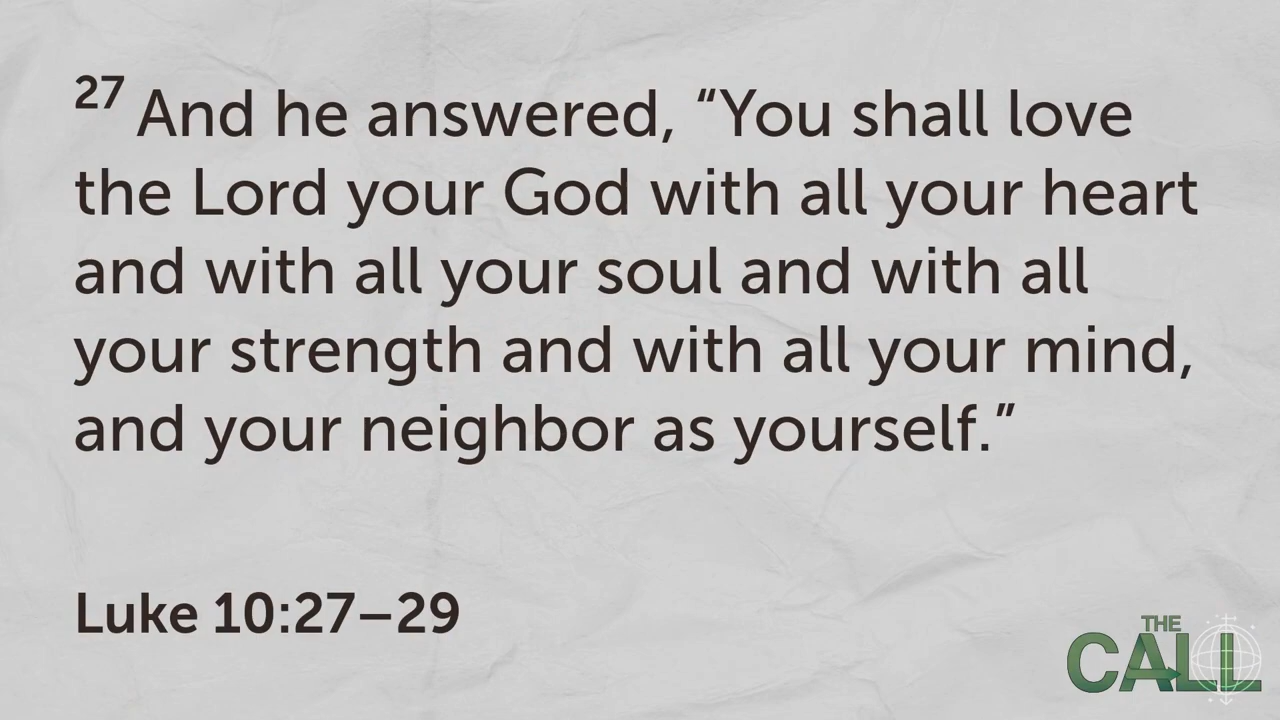 27 And he answered, “You shall love
the Lord your God with all your heart
and with all your soul and with all
your strength and with all your mind,
and your neighbor as yourself.”
Luke 10:27–29
THE
CALL